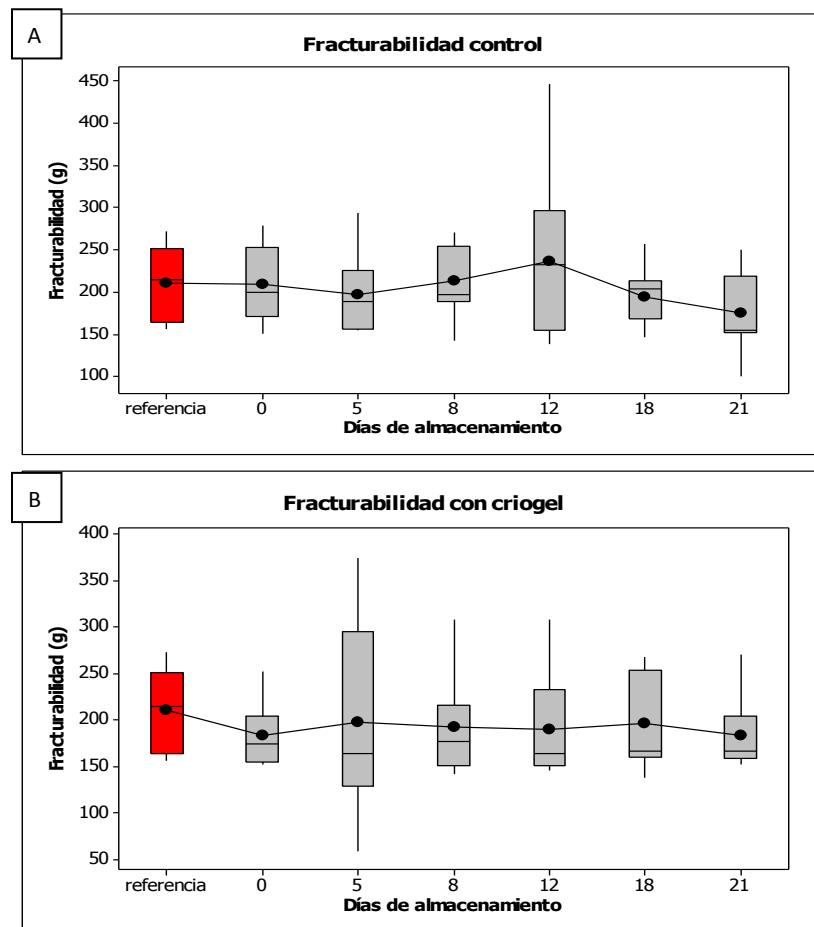 A
Fracturabilidad control
Fracturabilidad (g)
450
400
350
300
250
200
150
100
referencia 0 5 8 12 18 21
Días de almacenamiento
B
Fracturabilidad con criogel
Fracturabilidad (g)
400
350
300
250
200
150
100
50
referencia 0 5 8 12 18 21
Días de almacenamiento